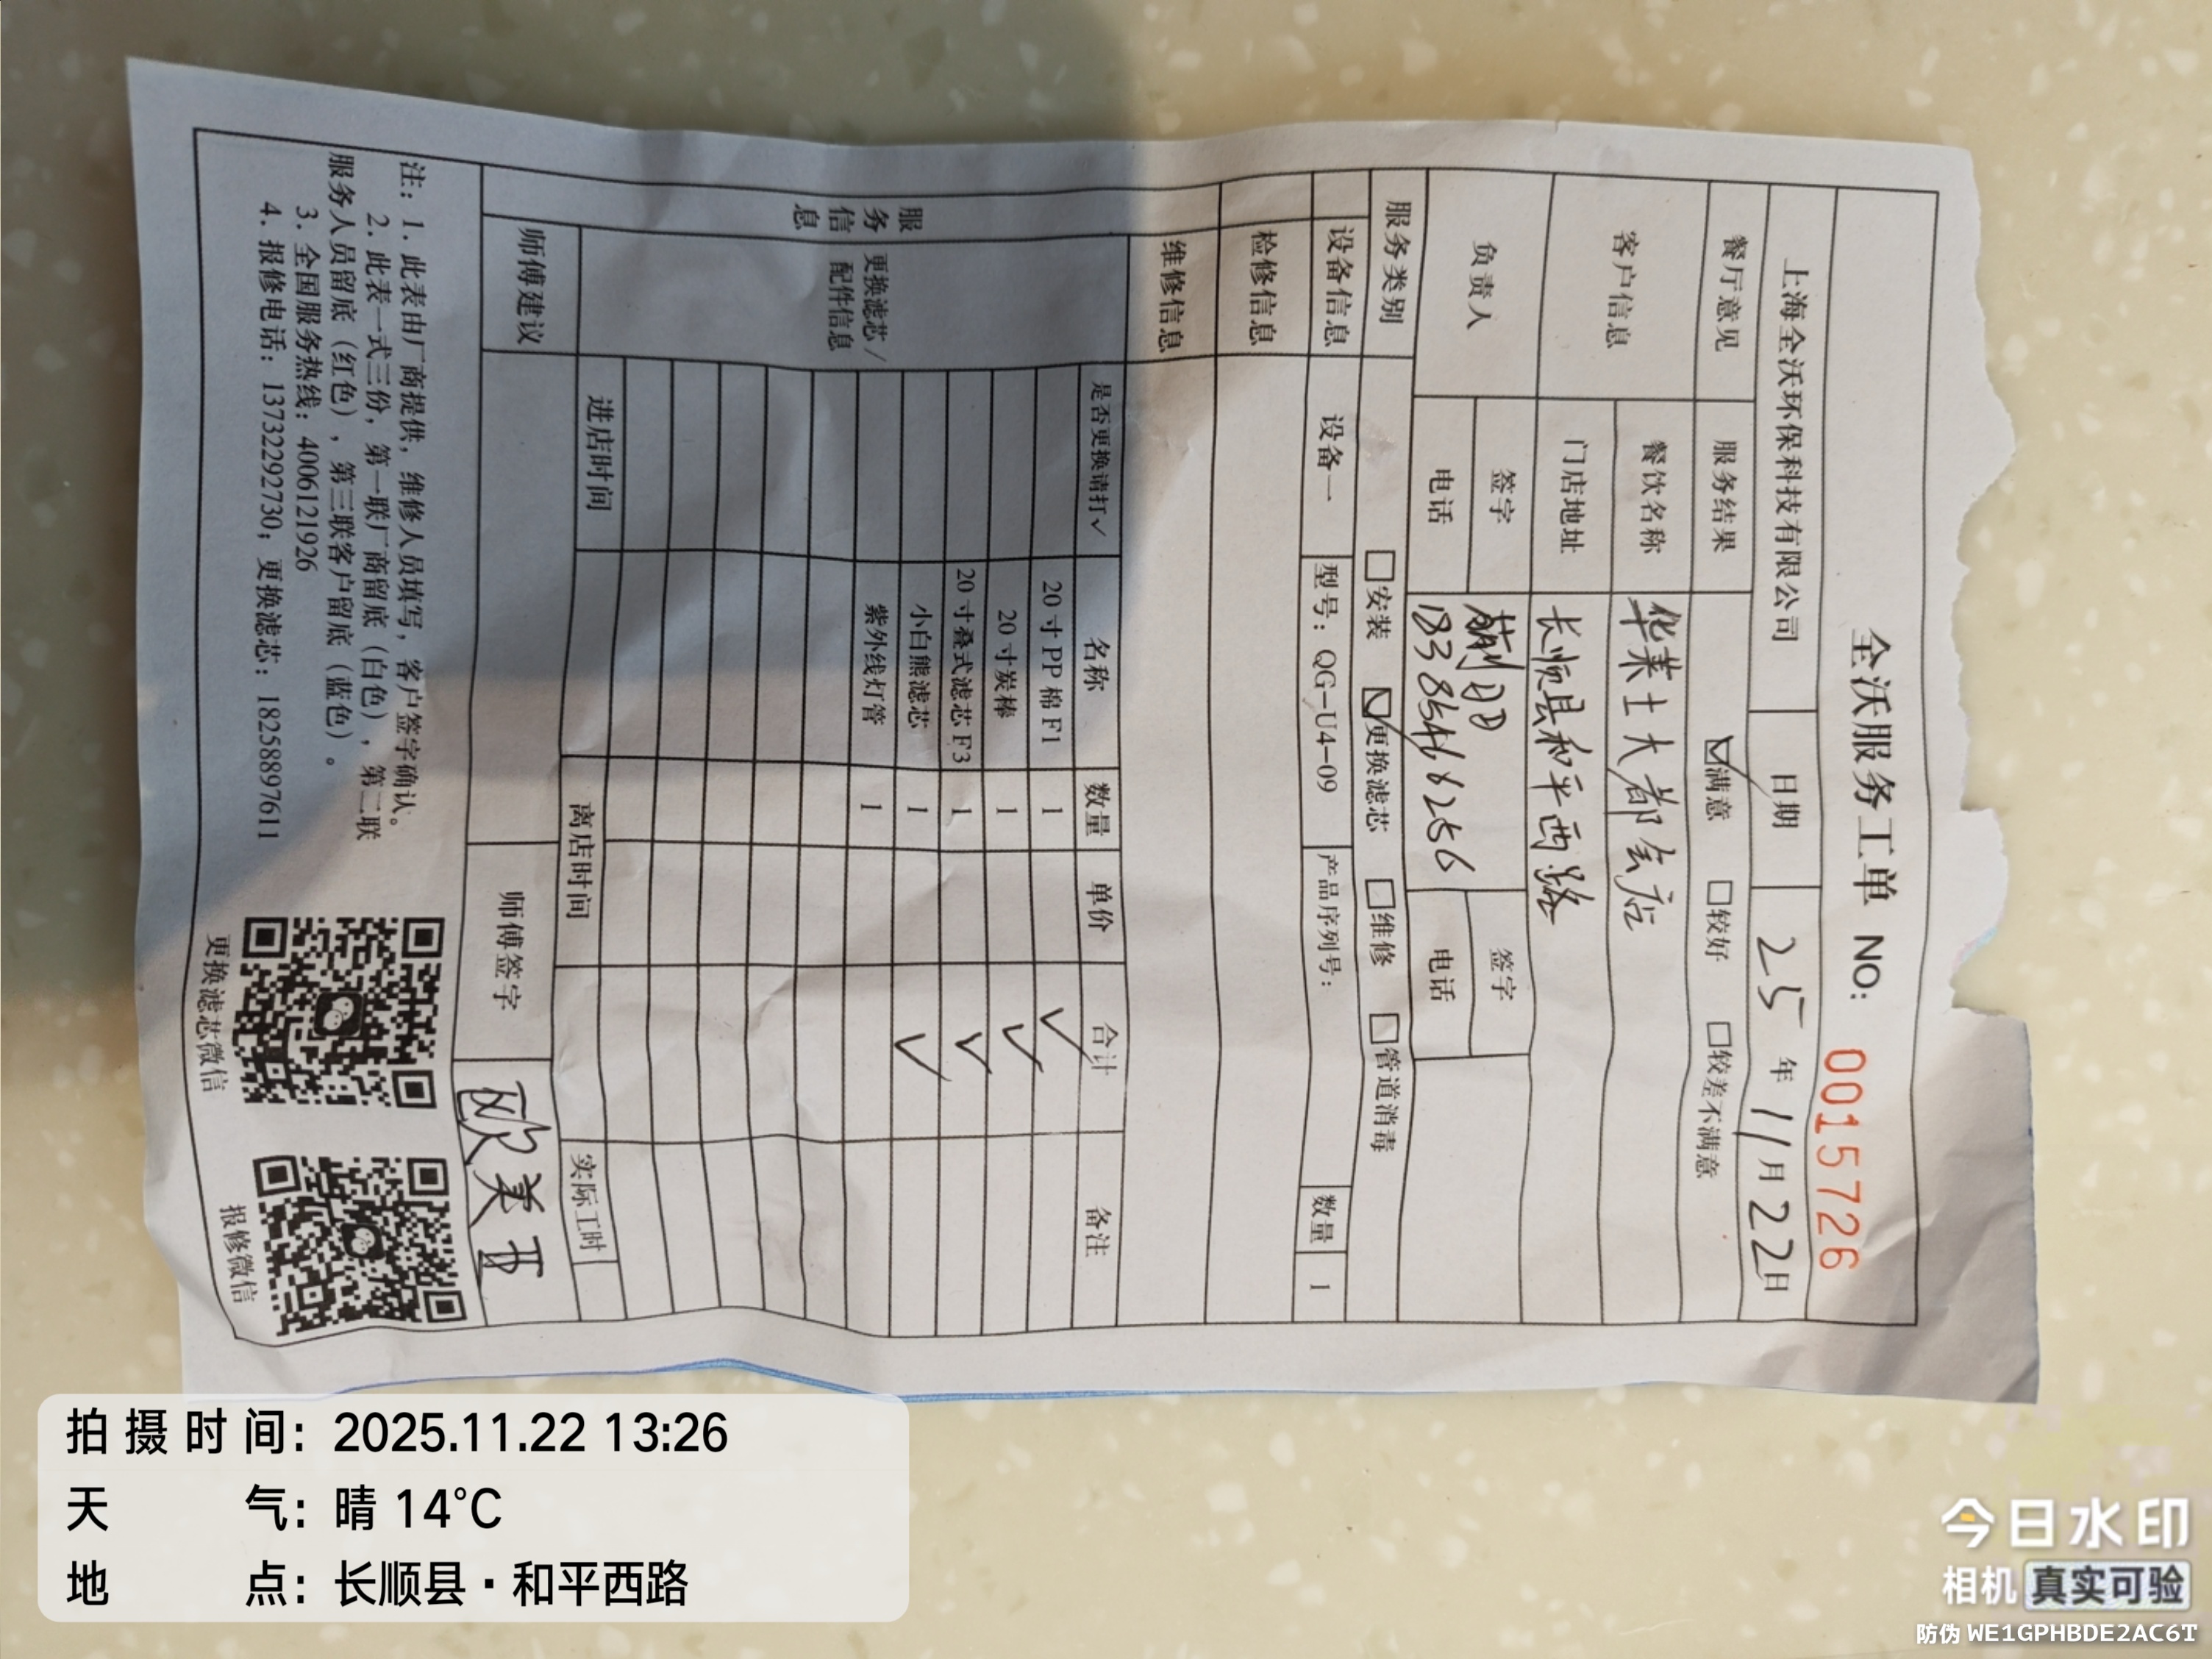 全沃服务工单 NO: 00157726
上海全沃环保科技有限公司 日期 25年11月22日
餐厅意见 服务结果 ☑满意 □较好 □较差不满意
客户信息 餐饮名称 华莱士大都会店
门店地址 长顺县和平西路
负责人 签字 签字
电话 18385416256 电话
服务类别 □安装 ☑更换滤芯 □维修 □管道消毒
设备信息 设备一 型号：QG-U4-09 产品序列号： 数量 1
检修信息
维修信息
服务信息
更换滤芯/配件信息
是否更换请打✓ 名称 数量 单价 合计 备注
20寸PP棉F1 1 ✓
20寸炭棒 1 ✓
20寸叠式滤芯F3 1 ✓
小白熊滤芯 1 ✓
紫外线灯管 1
进店时间 离店时间 实际工时
师傅建议 师傅签字 欧美
注：1. 此表由厂商提供，维修人员填写，客户签字确认。
2. 此表一式三份，第一联厂商留底（白色），第二联
服务人员留底（红色），第三联客户留底（蓝色）。
3. 全国服务热线：4006121926
4. 报修电话：13732292730；更换滤芯：18258897611
更换滤芯微信 报修微信
拍摄时间：2025.11.22 13:26
天气：晴 14°C
地点：长顺县·和平西路
今日水印
相机 真实可验
防伪 WE1GPHBDE2AC6T